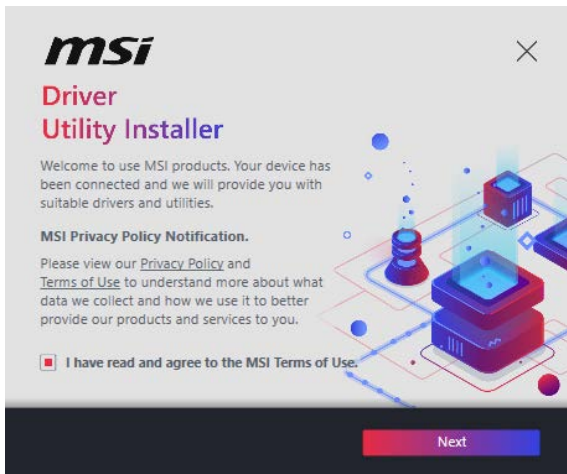 msi
Driver
Utility Installer
Welcome to use MSI products. Your device has
been connected and we will provide you with
suitable drivers and utilities.
MSI Privacy Policy Notification.
Please view our Privacy Policy and
Terms of Use to understand more about what
data we collect and how we use it to better
provide our products and services to you.
I have read and agree to the MSI Terms of Use.
Next